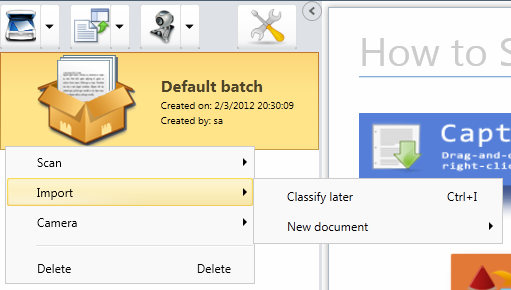 How to S
Default batch
Created on: 2/3/2012 20:30:09
Created by: sa
Capt
Drag-and-d
right-clic
Scan
Import
Classify later Ctrl+I
Camera
New document
Delete Delete